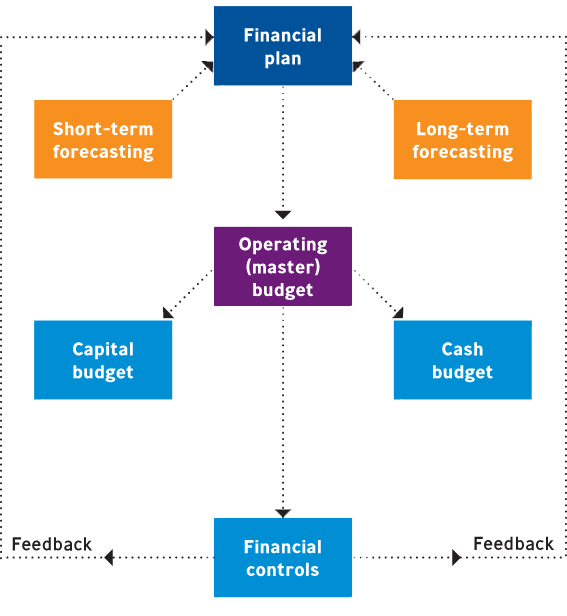 Financial
plan
Short-term
forecasting
Long-term
forecasting
Operating
(master)
budget
Capital
budget
Cash
budget
Feedback
Financial
controls
Feedback